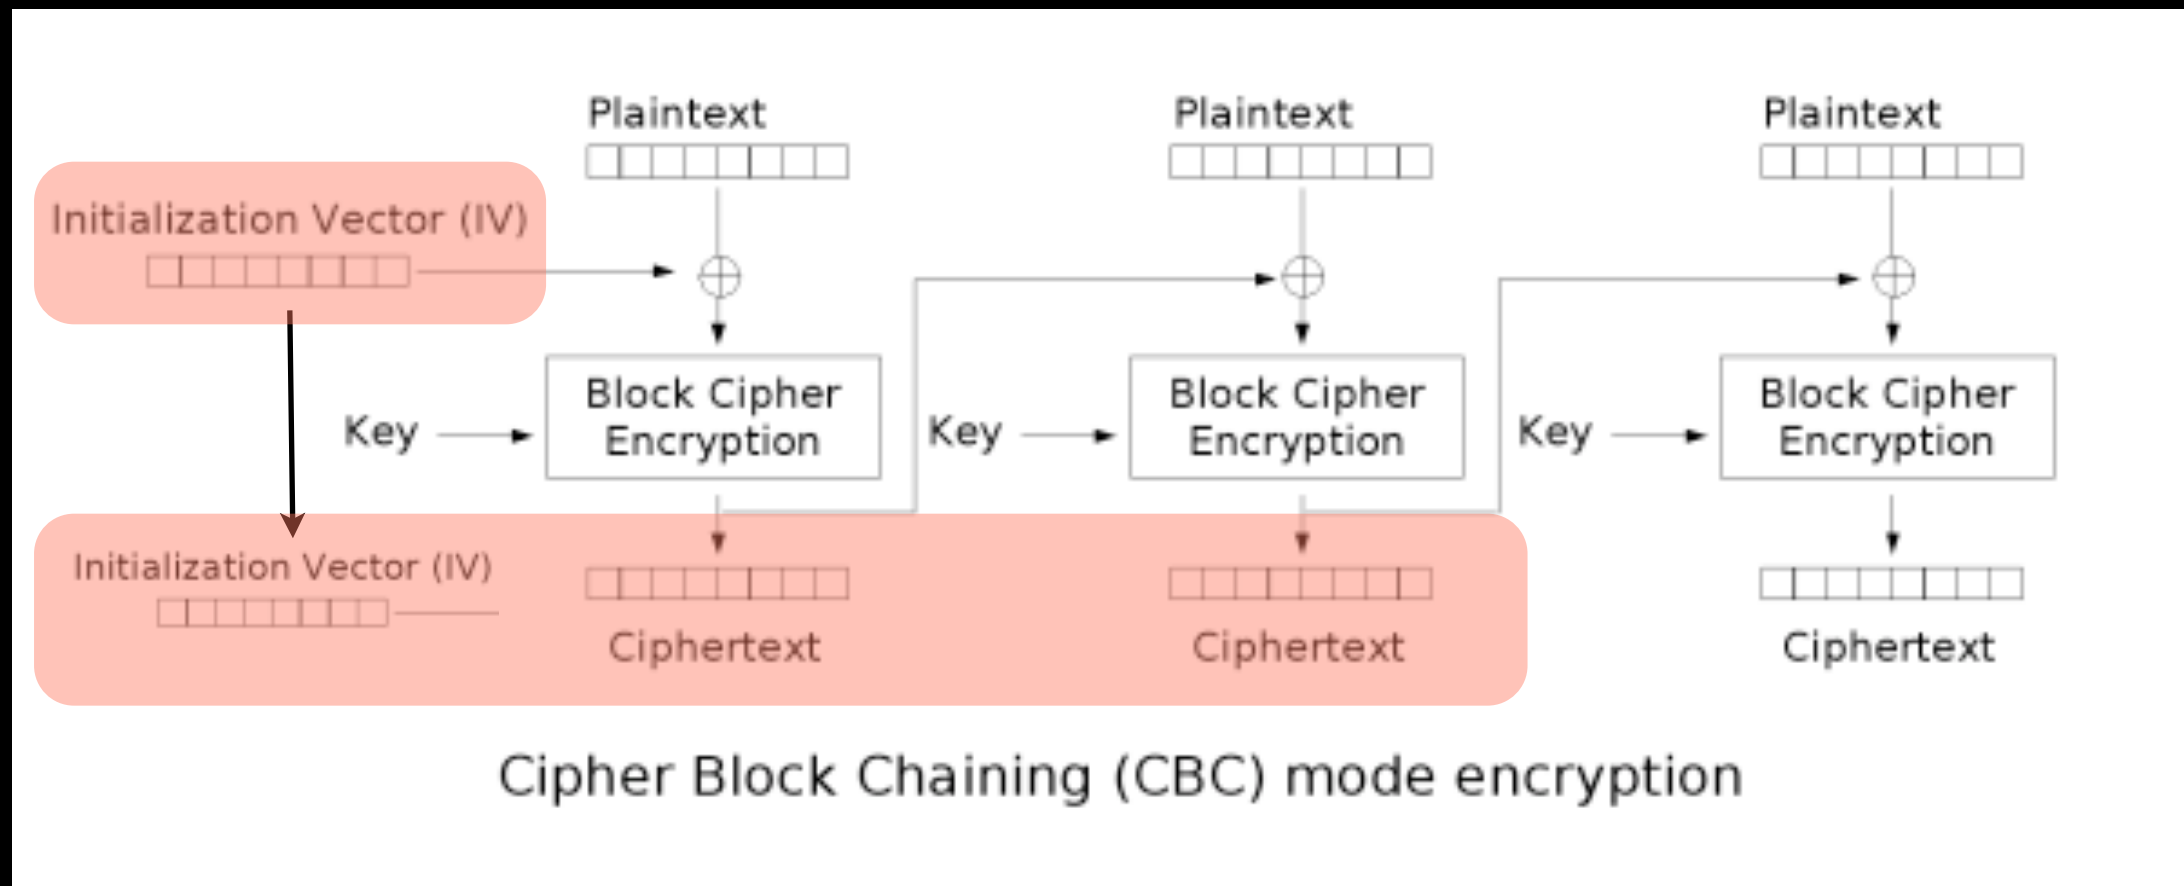 Plaintext
Plaintext
Plaintext
Initialization Vector (IV)
Key
Block Cipher
Encryption
Key
Block Cipher
Encryption
Key
Block Cipher
Encryption
Initialization Vector (IV)
Ciphertext
Ciphertext
Ciphertext
Cipher Block Chaining (CBC) mode encryption